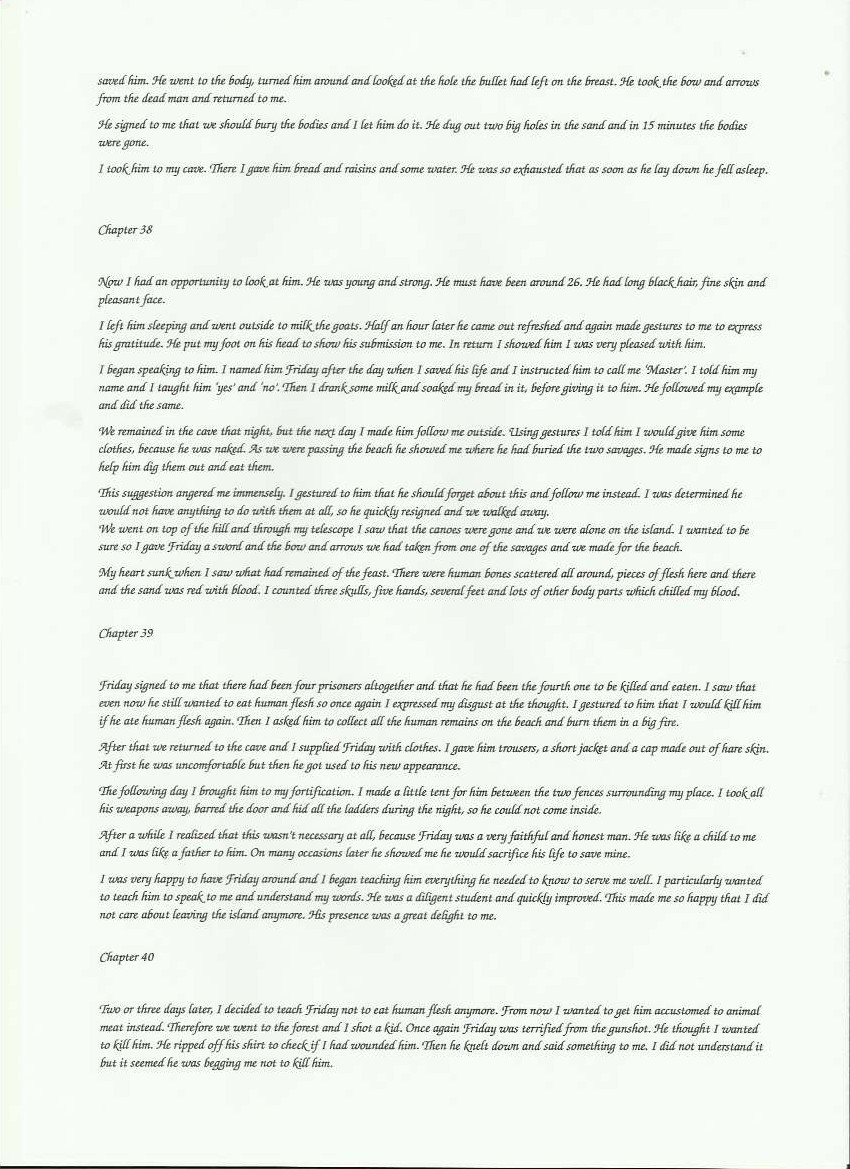 saved him. He went to the body, turned him around and looked at the hole the bullet had left on the breast. He took the bow and arrows
from the dead man and returned to me.
He signed to me that we should bury the bodies and I let him do it. He dug out two big holes in the sand and in 15 minutes the bodies
were gone.
I took him to my cave. There I gave him bread and raisins and some water. He was so exhausted that as soon as he lay down he fell asleep.
Chapter 38
Now I had an opportunity to look at him. He was young and strong. He must have been around 26. He had long black hair, fine skin and
pleasant face.
I left him sleeping and went outside to milk the goats. Half an hour later he came out refreshed and again made gestures to me to express
his gratitude. He put my foot on his head to show his submission to me. In return I showed him I was very pleased with him.
I began speaking to him. I named him Friday after the day when I saved his life and I instructed him to call me 'Master'. I told him my
name and I taught him 'yes' and 'no'. Then I drank some milk and soaked my bread in it, before giving it to him. He followed my example
and did the same.
We remained in the cave that night, but the next day I made him follow me outside. Using gestures I told him I would give him some
clothes, because he was naked. As we were passing the beach he showed me where he had buried the two savages. He made signs to me to
help him dig them out and eat them.
This suggestion angered me immensely. I gestured to him that he should forget about this and follow me instead. I was determined he
would not have anything to do with them at all, so he quickly resigned and we walked away.
We went on top of the hill and through my telescope I saw that the canoes were gone and we were alone on the island. I wanted to be
sure so I gave Friday a sword and the bow and arrows we had taken from one of the savages and we made for the beach.
My heart sunk when I saw what had remained of the feast. There were human bones scattered all around, pieces of flesh here and there
and the sand was red with blood. I counted three skulls, five hands, several feet and lots of other body parts which chilled my blood.
Chapter 39
Friday signed to me that there had been four prisoners altogether and that he had been the fourth one to be killed and eaten. I saw that
even now he still wanted to eat human flesh so once again I expressed my disgust at the thought. I gestured to him that I would kill him
if he ate human flesh again. Then I asked him to collect all the human remains on the beach and burn them in a big fire.
After that we returned to the cave and I supplied Friday with clothes. I gave him trousers, a short jacket and a cap made out of hare skin.
At first he was uncomfortable but then he got used to his new appearance.
The following day I brought him to my fortification. I made a little tent for him between the two fences surrounding my place. I took all
his weapons away, barred the door and hid all the ladders during the night, so he could not come inside.
After a while I realized that this wasn't necessary at all, because Friday was a very faithful and honest man. He was like a child to me
and I was like a father to him. On many occasions later he showed me he would sacrifice his life to save mine.
I was very happy to have Friday around and I began teaching him everything he needed to know to serve me well. I particularly wanted
to teach him to speak to me and understand my words. He was a diligent student and quickly improved. This made me so happy that I did
not care about leaving the island anymore. His presence was a great delight to me.
Chapter 40
Two or three days later, I decided to teach Friday not to eat human flesh anymore. From now I wanted to get him accustomed to animal
meat instead. Therefore we went to the forest and I shot a kid. Once again Friday was terrified from the gunshot. He thought I wanted
to kill him. He ripped off his shirt to check if I had wounded him. Then he knelt down and said something to me. I did not understand it
but it seemed he was begging me not to kill him.